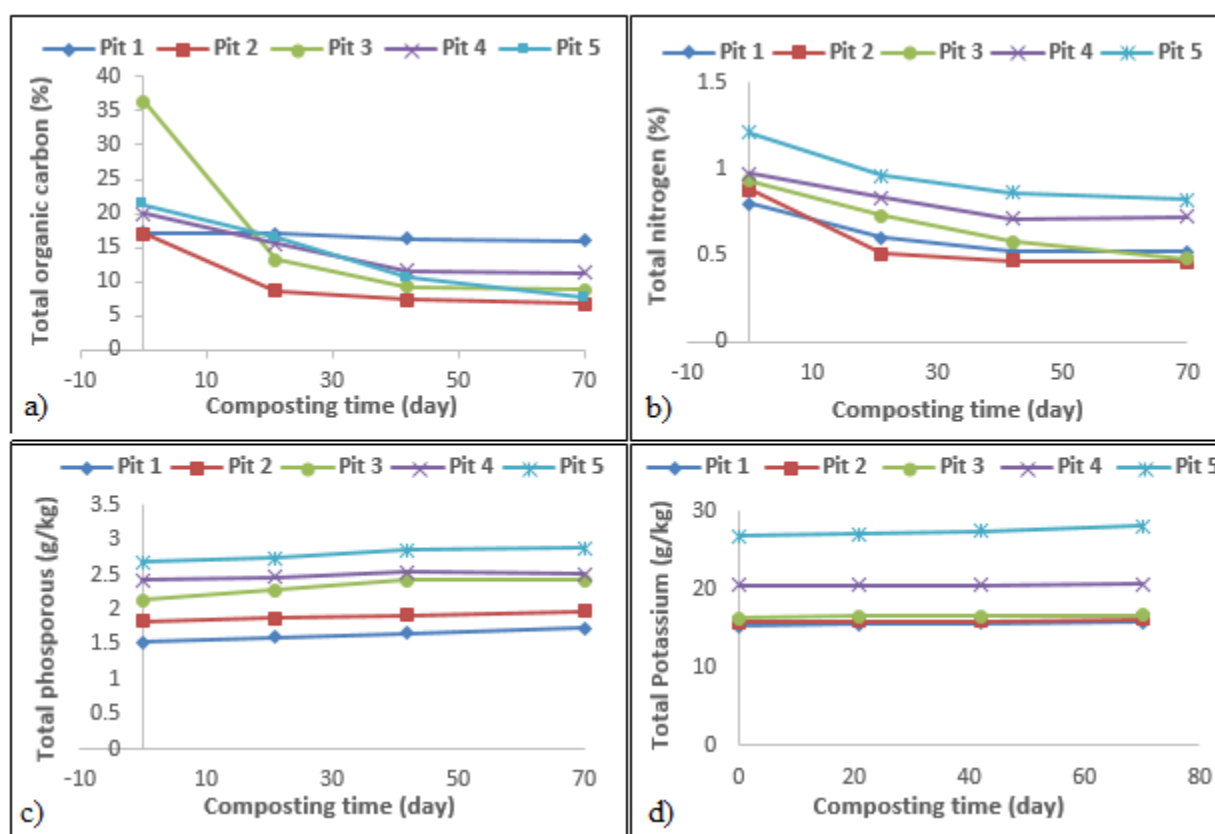 Pit 1 Pit 2 Pit 3 Pit 4 Pit 5
Total organic carbon (%)
40
35
30
25
20
15
10
5
0
-10 10 30 50 70
Composting time (day)
a)
Pit 1 Pit 2 Pit 3 Pit 4 Pit 5
Total nitrogen (%)
1.5
1
0.5
0
-10 10 30 50 70
Composting time (day)
b)
Pit 1 Pit 2 Pit 3 Pit 4 Pit 5
Total phosporous (g/kg)
3.5
3
2.5
2
1.5
1
0.5
0
-10 10 30 50 70
Composting time (day)
c)
Pit 1 Pit 2 Pit 3 Pit 4 Pit 5
Total Potassium (g/kg)
30
20
10
0
0 20 40 60 80
Composting time (day)
d)